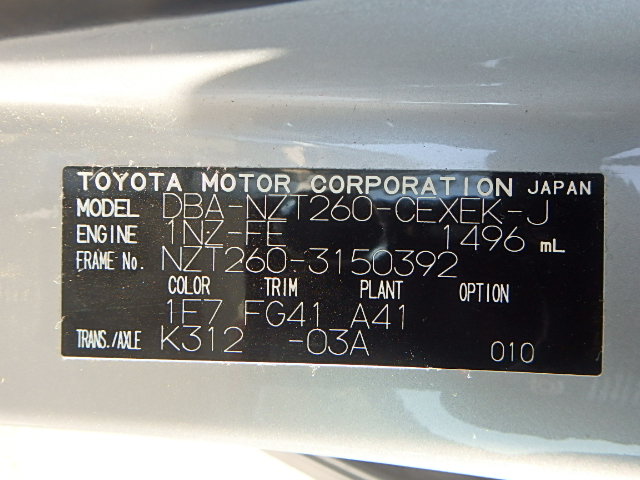 TOYOTA MOTOR CORPORATION JAPAN
MODEL DBA-NZT260-CEXEK-J
ENGINE 1NZ-FE 1496 mL
FRAME No. NZT260-3150392
COLOR TRIM PLANT OPTION
1F7 FG41 A41
TRANS./AXLE K312 -03A 010